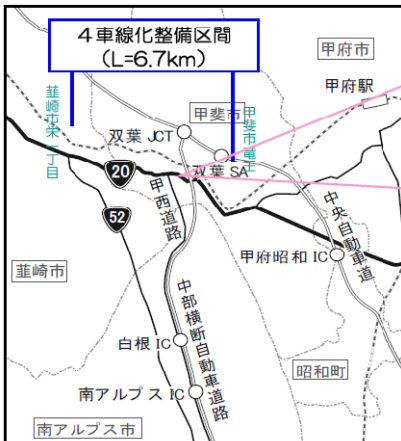 4車線化整備区間
(L=6.7km)
甲府市
甲府駅
韮崎市栄一丁目
甲斐市
甲斐市竜王
双葉 JCT
双葉 SA
20
52
甲西道路
中央自動車道
韮崎市
甲府昭和 IC
中部横断自動車道路
白根 IC
昭和町
南アルプス IC
南アルプス市